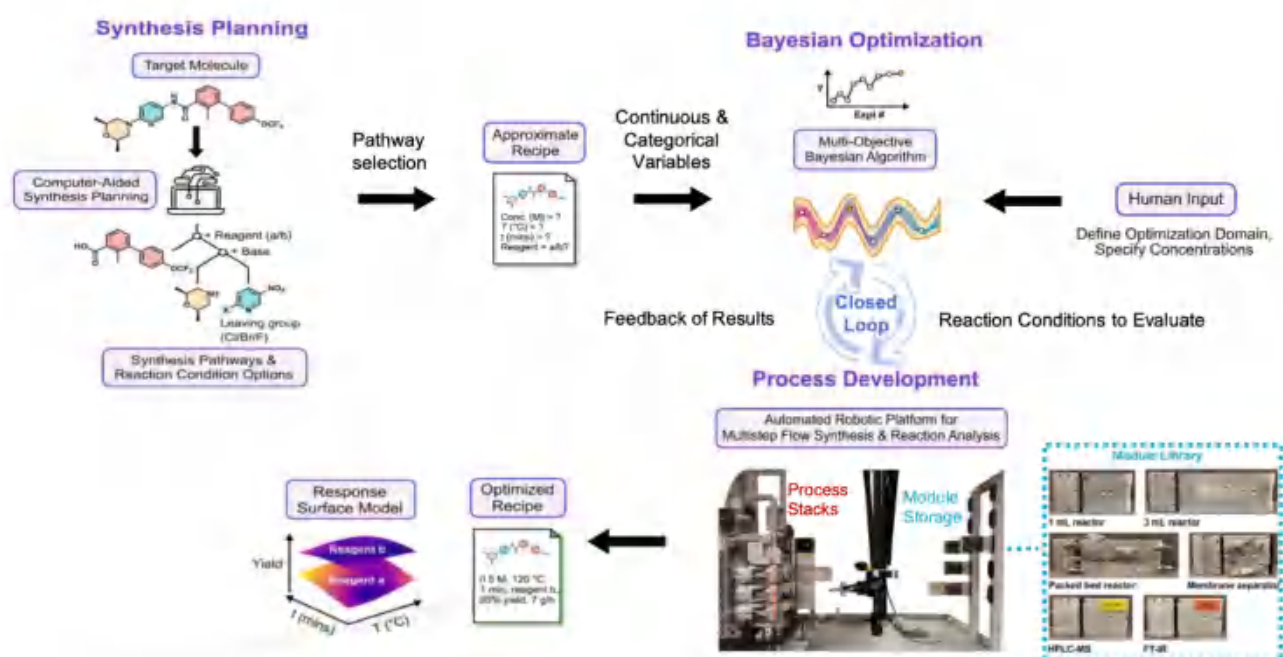 Synthesis Planning
Target Molecule
Computer-Aided
Synthesis Planning
+ Reagent (a/b)
+ Base
HO
O
OCF₃
NO₂
X
Leaving group
(Cl/Br/F)
Synthesis Pathways &
Reaction Condition Options
Pathway
selection
Approximate
Recipe
Conc. (M) = ?
T (°C) = ?
t (mins) = ?
Reagent = a/b?
Continuous &
Categorical
Variables
Bayesian Optimization
Y
Expt #
Multi-Objective
Bayesian Algorithm
Human Input
Define Optimization Domain,
Specify Concentrations
Feedback of Results
Closed
Loop
Reaction Conditions to Evaluate
Process Development
Automated Robotic Platform for
Multistep Flow Synthesis & Reaction Analysis
Process
Stacks
Module
Storage
Module Library
1 mL reactor
3 mL reactor
Packed bed reactor
Membrane separator
HPLC-MS
FT-IR
Optimized
Recipe
120 °C,
1 min, reagent b,
yield, 7 g/h
Response
Surface Model
Yield
Reagent b
Reagent a
t (mins)
T (°C)